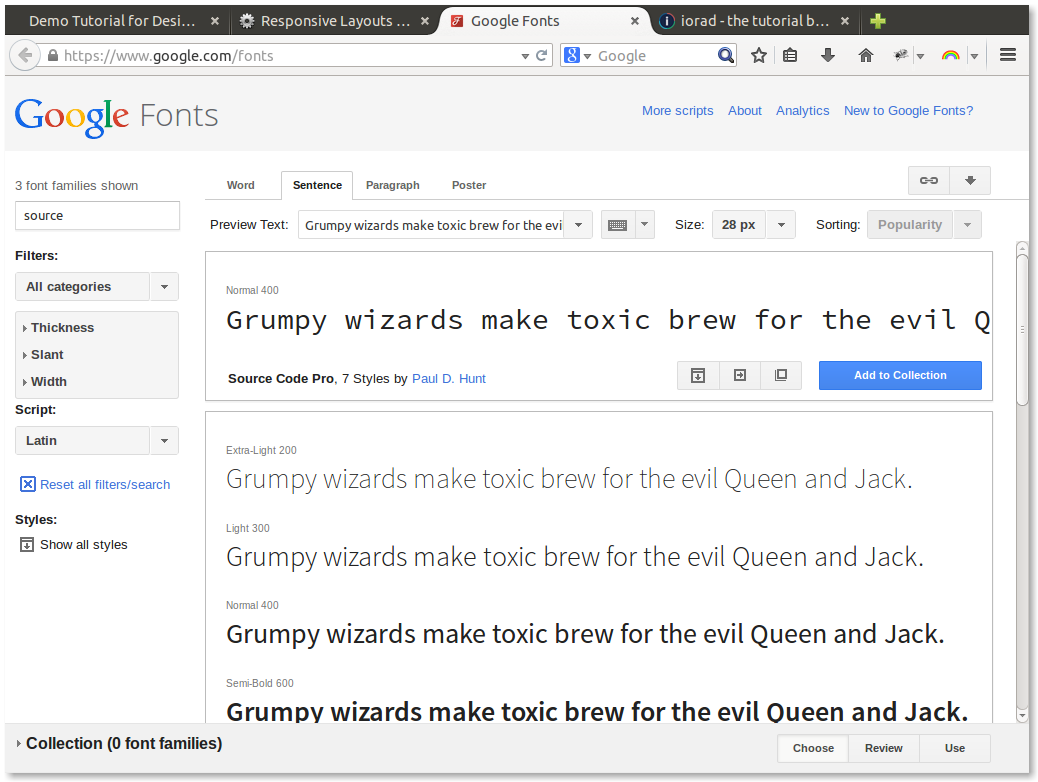 Demo Tutorial for Desi... Responsive Layouts ... Google Fonts iorad - the tutorial b...
https://www.google.com/fonts Google
Google Fonts
More scripts About Analytics New to Google Fonts?
3 font families shown
Word Sentence Paragraph Poster
source
Preview Text: Grumpy wizards make toxic brew for the evi Size: 28 px Sorting: Popularity
Filters:
All categories
Thickness
Slant
Width
Script:
Latin
Reset all filters/search
Styles:
Show all styles
Normal 400
Grumpy wizards make toxic brew for the evil Q
Source Code Pro, 7 Styles by Paul D. Hunt
Add to Collection
Extra-Light 200
Grumpy wizards make toxic brew for the evil Queen and Jack.
Light 300
Grumpy wizards make toxic brew for the evil Queen and Jack.
Normal 400
Grumpy wizards make toxic brew for the evil Queen and Jack.
Semi-Bold 600
Grumpy wizards make toxic brew for the evil Queen and Jack.
Collection (0 font families)
Choose Review Use